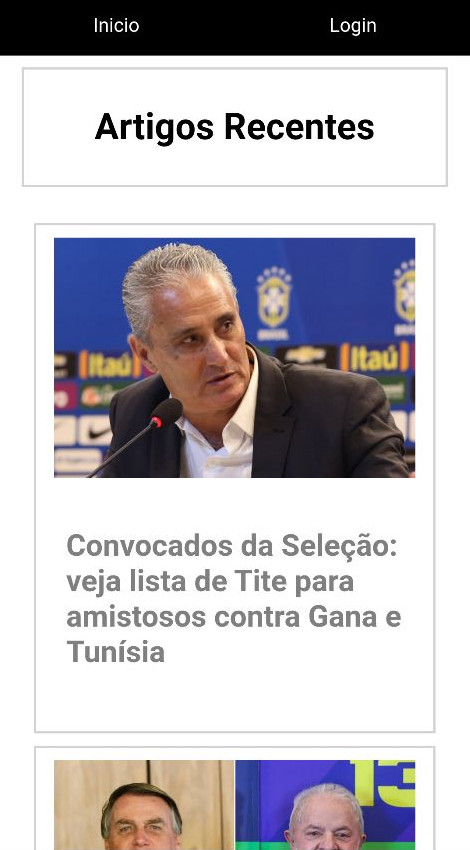 Inicio
Login
Artigos Recentes
BRASIL
Itaú
Itaú
Convocados da Seleção:
veja lista de Tite para
amistosos contra Gana e
Tunísia
13